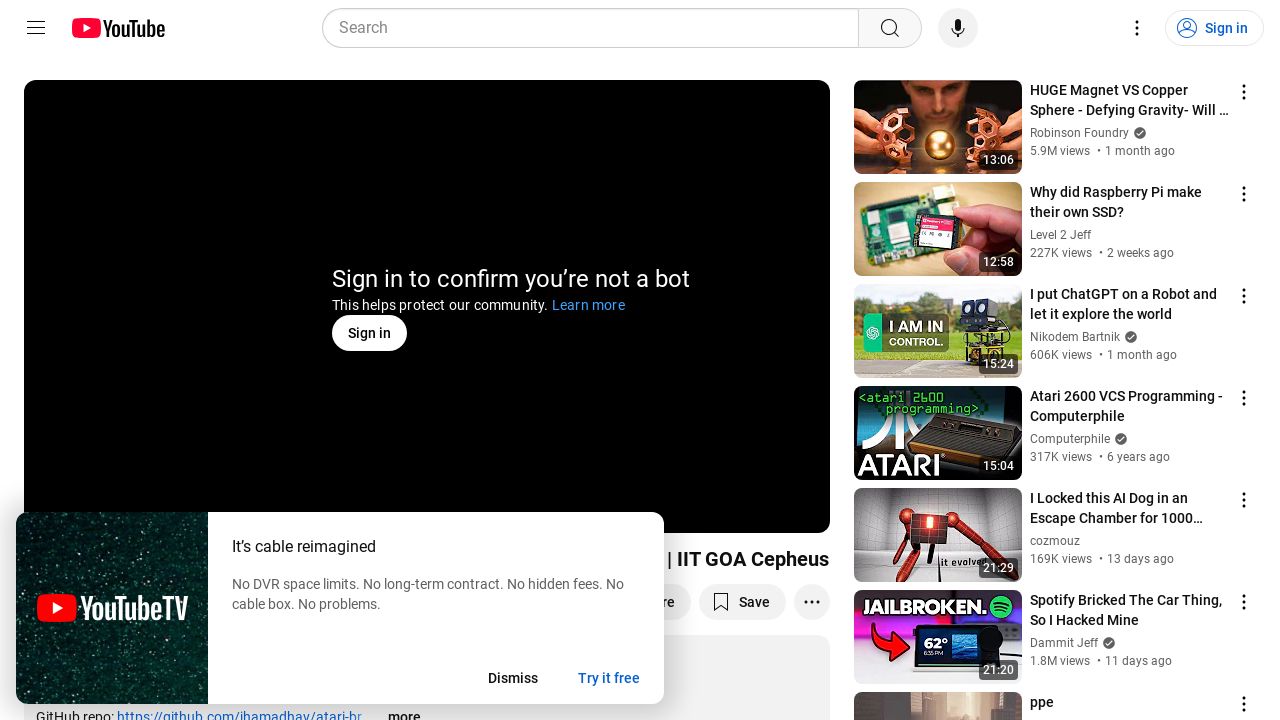 YouTube
Search
Sign in
Sign in to confirm you’re not a bot
This helps protect our community. Learn more
Sign in
| IIT GOA Cepheus
Save
GitHub repo: https://github.com/jhamadhav/atari-br
...more
YouTubeTV
It’s cable reimagined
No DVR space limits. No long-term contract. No hidden fees. No
cable box. No problems.
Dismiss
Try it free
13:06
HUGE Magnet VS Copper
Sphere - Defying Gravity- Will ...
Robinson Foundry
5.9M views • 1 month ago
12:58
Why did Raspberry Pi make
their own SSD?
Level 2 Jeff
227K views • 2 weeks ago
I AM IN
CONTROL.
15:24
I put ChatGPT on a Robot and
let it explore the world
Nikodem Bartnik
606K views • 1 month ago
<atari 2600
programming>
ATARI
15:04
Atari 2600 VCS Programming -
Computerphile
Computerphile
317K views • 6 years ago
it evolved
21:29
I Locked this AI Dog in an
Escape Chamber for 1000...
cozmouz
169K views • 13 days ago
JAILBROKEN.
62°
6:35 PM
21:20
Spotify Bricked The Car Thing,
So I Hacked Mine
Dammit Jeff
1.8M views • 11 days ago
ppe